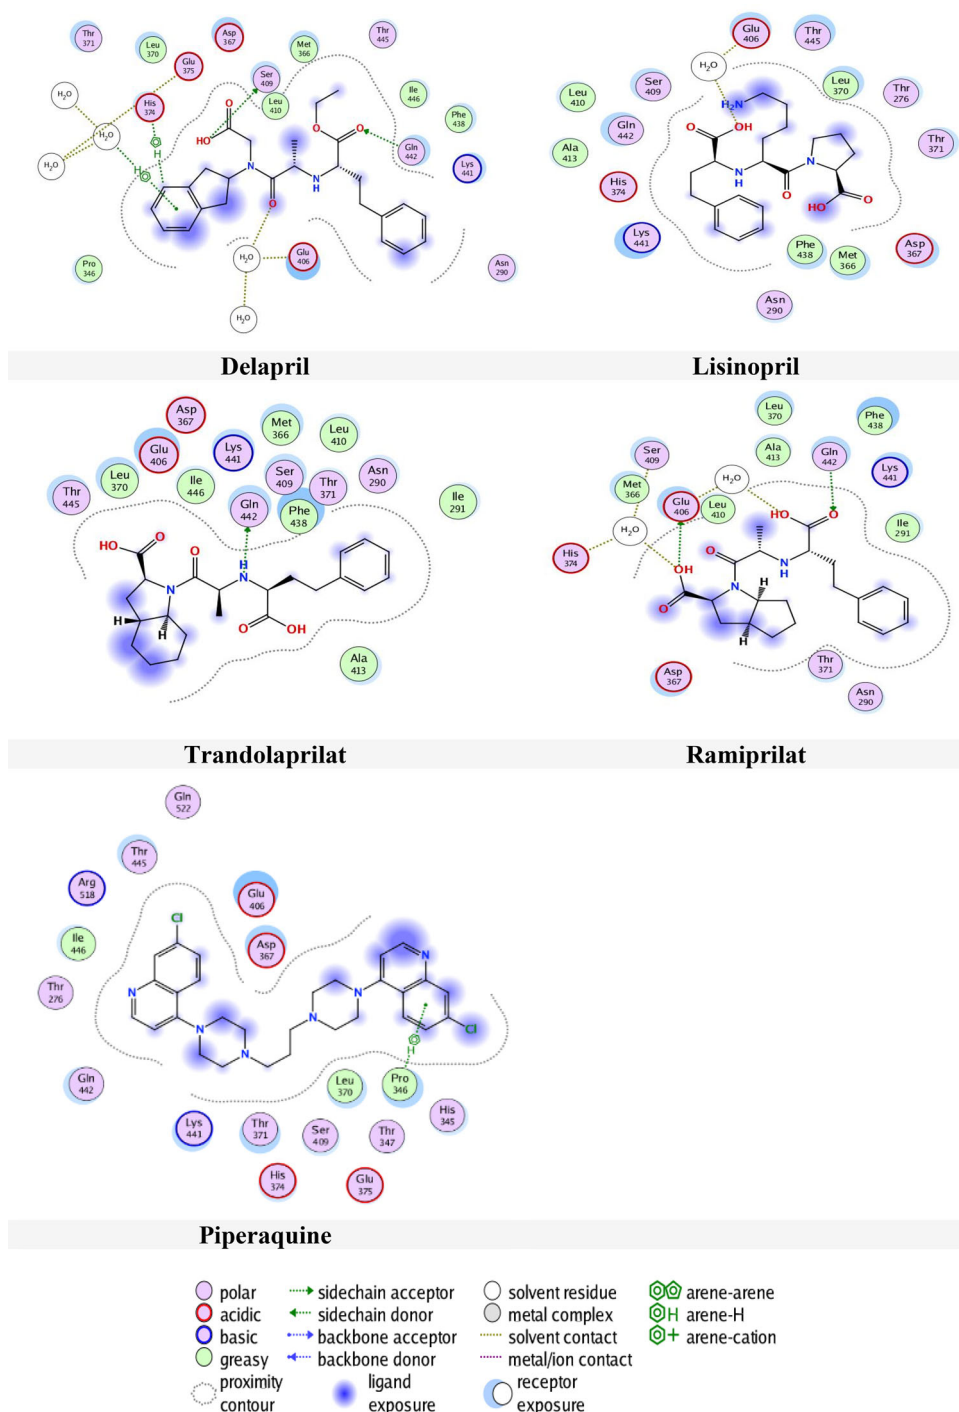 Thr 371
Leu 370
Asp 367
Met 366
Thr 445
Glu 375
Ser 409
Leu 410
His 374
H₂O
H₂O
H₂O
Ile 446
Phe 438
Gln 442
Lys 441
O
HO
O
O
O
N
N
H
O
H
H
H₂O
Glu 406
H₂O
Pro 346
Asn 290
Glu 406
Thr 445
H₂O
Leu 410
Ser 409
Leu 370
Thr 276
Gln 442
Ala 413
Thr 371
His 374
Lys 441
H₂N
O
OH
NH
N
O
HO
O
Phe 438
Met 366
Asp 367
Asn 290
Delapril
Lisinopril
Asp 367
Met 366
Leu 410
Glu 406
Lys 441
Leu 370
Ile 446
Ser 409
Thr 371
Asn 290
Thr 445
Gln 442
Phe 438
Ile 291
HO
O
O
N
H
N
H
H
O
OH
Ala 413
Leu 370
Phe 438
Ser 409
Ala 413
Gln 442
Lys 441
H₂O
Met 366
Glu 406
Leu 410
H₂O
His 374
Ile 291
HO
O
O
N
H
OH
O
N
H
H
Asp 367
Thr 371
Asn 290
Trandolaprilat
Ramiprilat
Gln 522
Thr 445
Arg 518
Glu 406
Ile 446
Asp 367
Thr 276
Cl
N
N
N
N
N
N
Cl
H
Gln 442
Leu 370
Pro 346
Lys 441
Thr 371
Ser 409
Thr 347
His 345
His 374
Glu 375
Piperaquine
polar
sidechain acceptor
solvent residue
arene-arene
acidic
sidechain donor
metal complex
H arene-H
basic
backbone acceptor
solvent contact
+ arene-cation
greasy
backbone donor
metal/ion contact
proximity contour
ligand exposure
receptor exposure